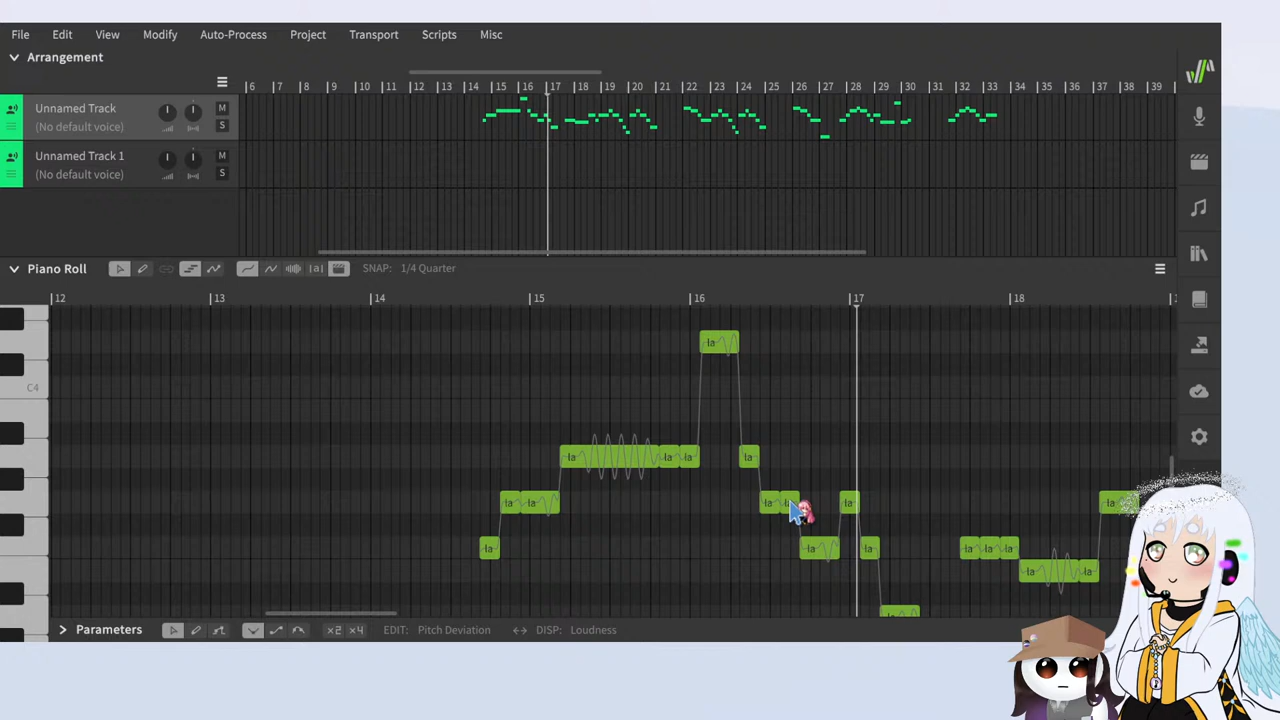 File Edit View Modify Auto-Process Project Transport Scripts Misc
Arrangement
6 7 8 9 10 11 12 13 14 15 16 17 18 19 20 21 22 23 24 25 26 27 28 29 30 31 32 33 34 35 36 37 38 39
Unnamed Track M
(No default voice) S
Unnamed Track 1 M
(No default voice) S
Piano Roll SNAP: 1/4 Quarter
12 13 14 15 16 17 18
la
C4
la la la la la
la la la la la la
la la la la la la
la la
la
Parameters x2 x4 EDIT: Pitch Deviation DISP: Loudness